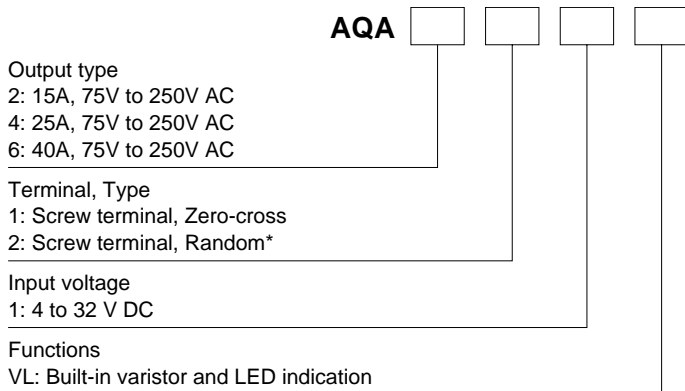 AQA
Output type
2: 15A, 75V to 250V AC
4: 25A, 75V to 250V AC
6: 40A, 75V to 250V AC
Terminal, Type
1: Screw terminal, Zero-cross
2: Screw terminal, Random*
Input voltage
1: 4 to 32 V DC
Functions
VL: Built-in varistor and LED indication